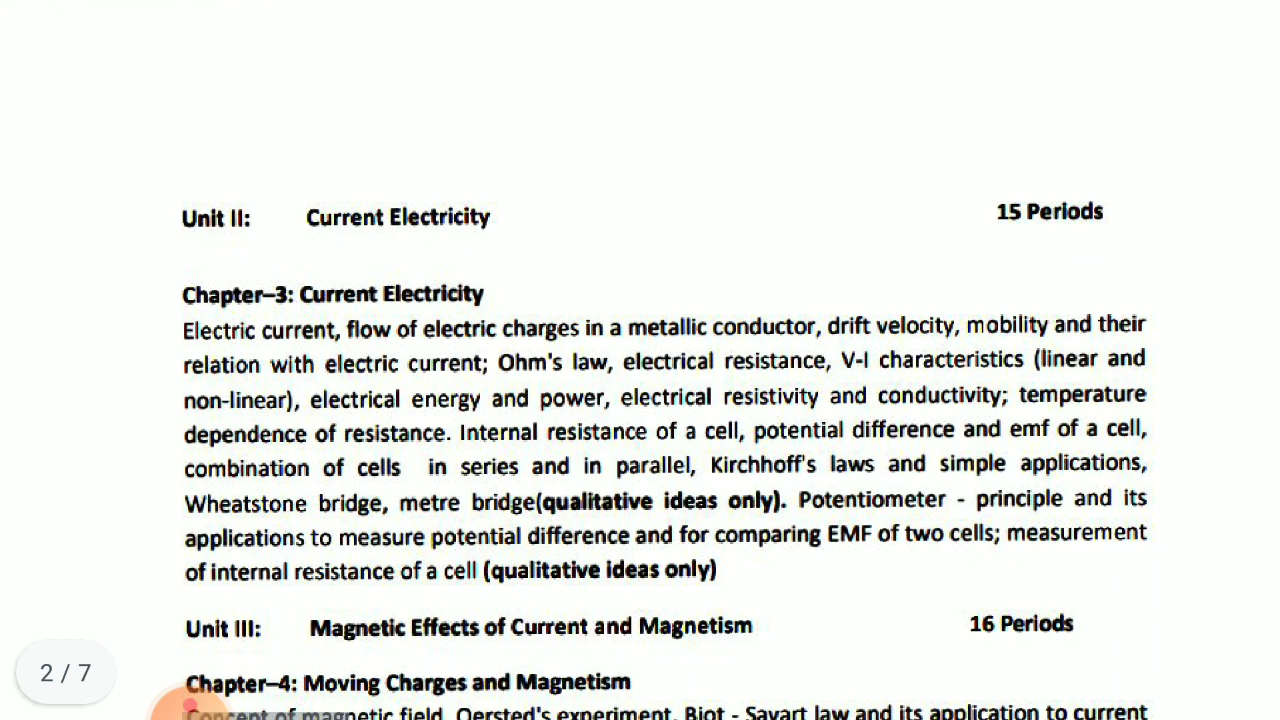 Unit II: Current Electricity 15 Periods
Chapter–3: Current Electricity
Electric current, flow of electric charges in a metallic conductor, drift velocity, mobility and their
relation with electric current; Ohm's law, electrical resistance, V-I characteristics (linear and
non-linear), electrical energy and power, electrical resistivity and conductivity; temperature
dependence of resistance. Internal resistance of a cell, potential difference and emf of a cell,
combination of cells in series and in parallel, Kirchhoff's laws and simple applications,
Wheatstone bridge, metre bridge(qualitative ideas only). Potentiometer - principle and its
applications to measure potential difference and for comparing EMF of two cells; measurement
of internal resistance of a cell (qualitative ideas only)
Unit III: Magnetic Effects of Current and Magnetism 16 Periods
2 / 7
Chapter–4: Moving Charges and Magnetism
Concept of magnetic field, Oersted's experiment, Biot - Savart law and its application to current